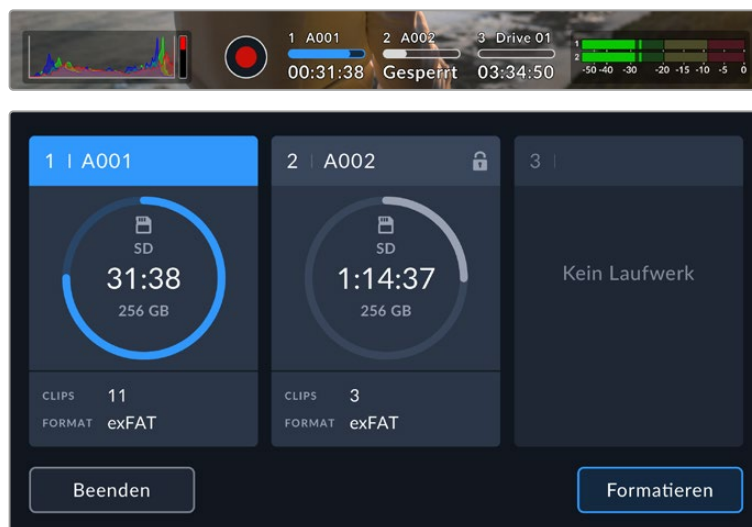 1 A001 2 A002 3 Drive 01
00:31:38 Gesperrt 03:34:50
1
2
-50 -40 -30 -20 -15 -10 -5 0
1 | A001
2 | A002
3 |
SD
31:38
256 GB
SD
1:14:37
256 GB
Kein Laufwerk
CLIPS 11
FORMAT exFAT
CLIPS 3
FORMAT exFAT
Beenden
Formatieren